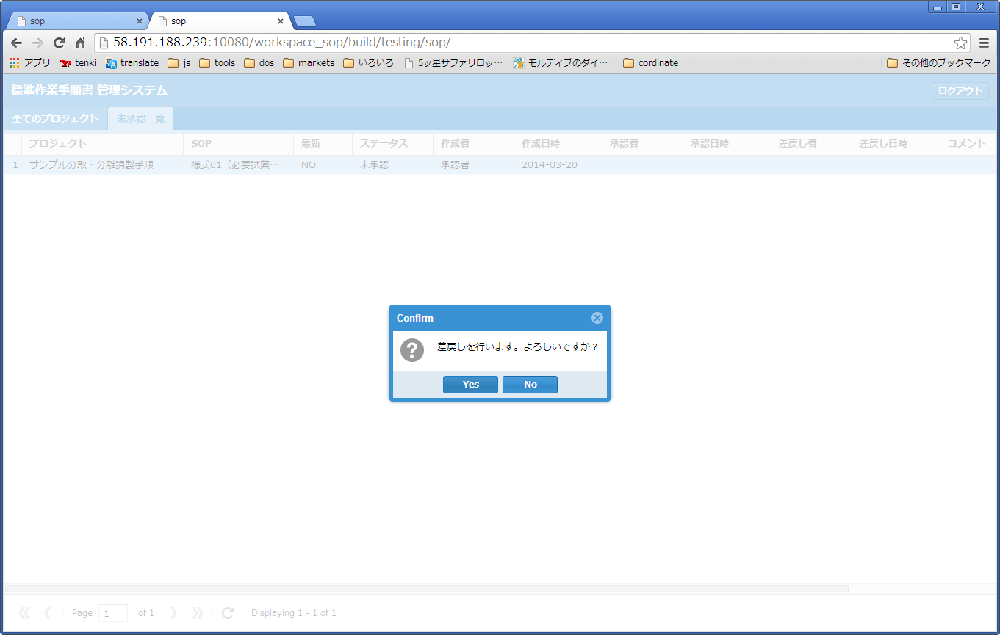 sop
sop
58.191.188.239:10080/workspace_sop/build/testing/sop/
アプリ tenki translate js tools dos markets いろいろ 5ッ星サファリロッ… モルディブのダイ… cordinate その他のブックマーク
標準作業手順書 管理システム ログアウト
全てのプロジェクト 未承認一覧
プロジェクト SOP 最新 ステータス 作成者 作成日時 承認者 承認日時 差戻し者 差戻し日時 コメント
1 サンプル分取・分離調製手順 様式01（必要試薬… NO 未承認 承認者 2014-03-20
Confirm
差戻しを行います。よろしいですか？
Yes No
Page 1 of 1 Displaying 1 - 1 of 1